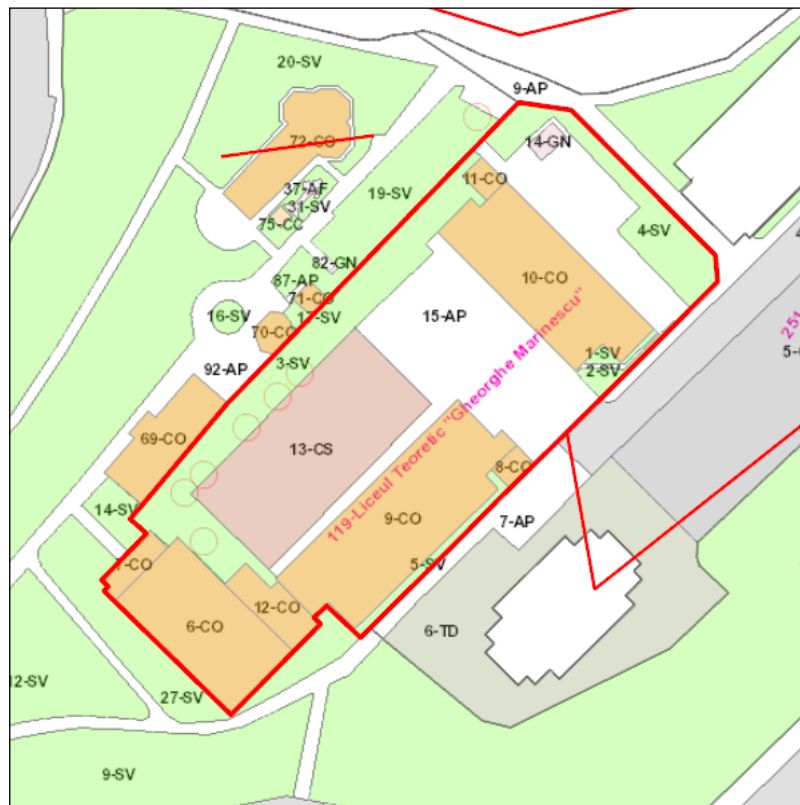 20-SV
9-AP
72-CO
14-GN
11-CO
37-AF
19-SV
31-SV
75-CC
4-SV
82-GN
10-CO
87-AP
71-CO
15-AP
16-SV
17-SV
70-CO
251
5-
1-SV
3-SV
2-SV
92-AP
69-CO
13-CS
119-Liceul Teoretic "Gheorghe Marinescu"
8-CO
14-SV
9-CO
7-AP
7-CO
5-SV
12-CO
6-CO
6-TD
12-SV
27-SV
9-SV